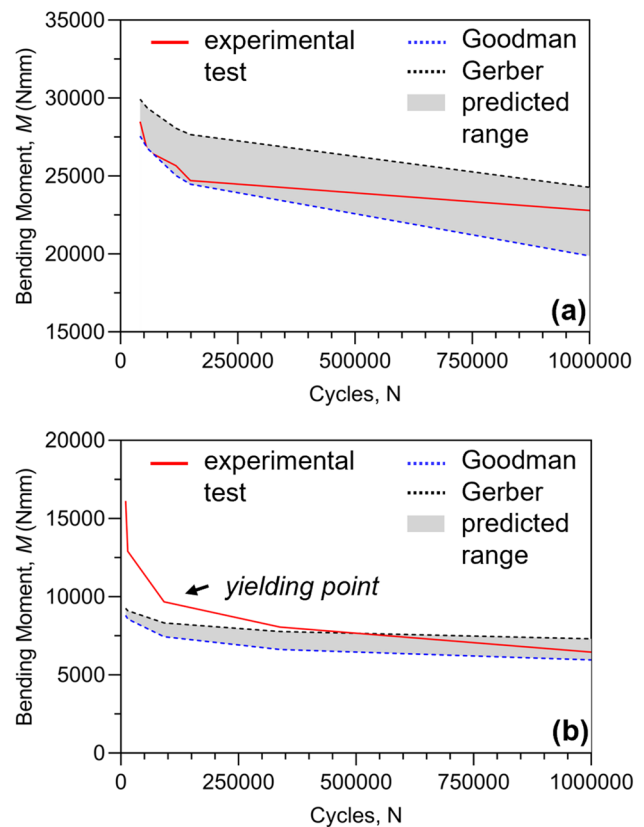 35000
30000
25000
20000
15000
Bending Moment, M (Nmm)
experimental
test
Goodman
Gerber
predicted
range
(a)
0
250000
500000
750000
1000000
Cycles, N
20000
15000
10000
5000
0
Bending Moment, M (Nmm)
experimental
test
Goodman
Gerber
predicted
range
yielding point
(b)
0
250000
500000
750000
1000000
Cycles, N